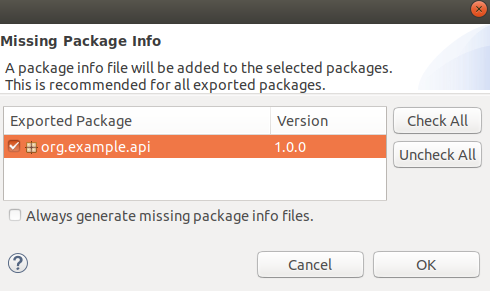 Missing Package Info
A package info file will be added to the selected packages.
This is recommended for all exported packages.
Exported Package Version
org.example.api 1.0.0
Check All
Uncheck All
Always generate missing package info files.
Cancel OK